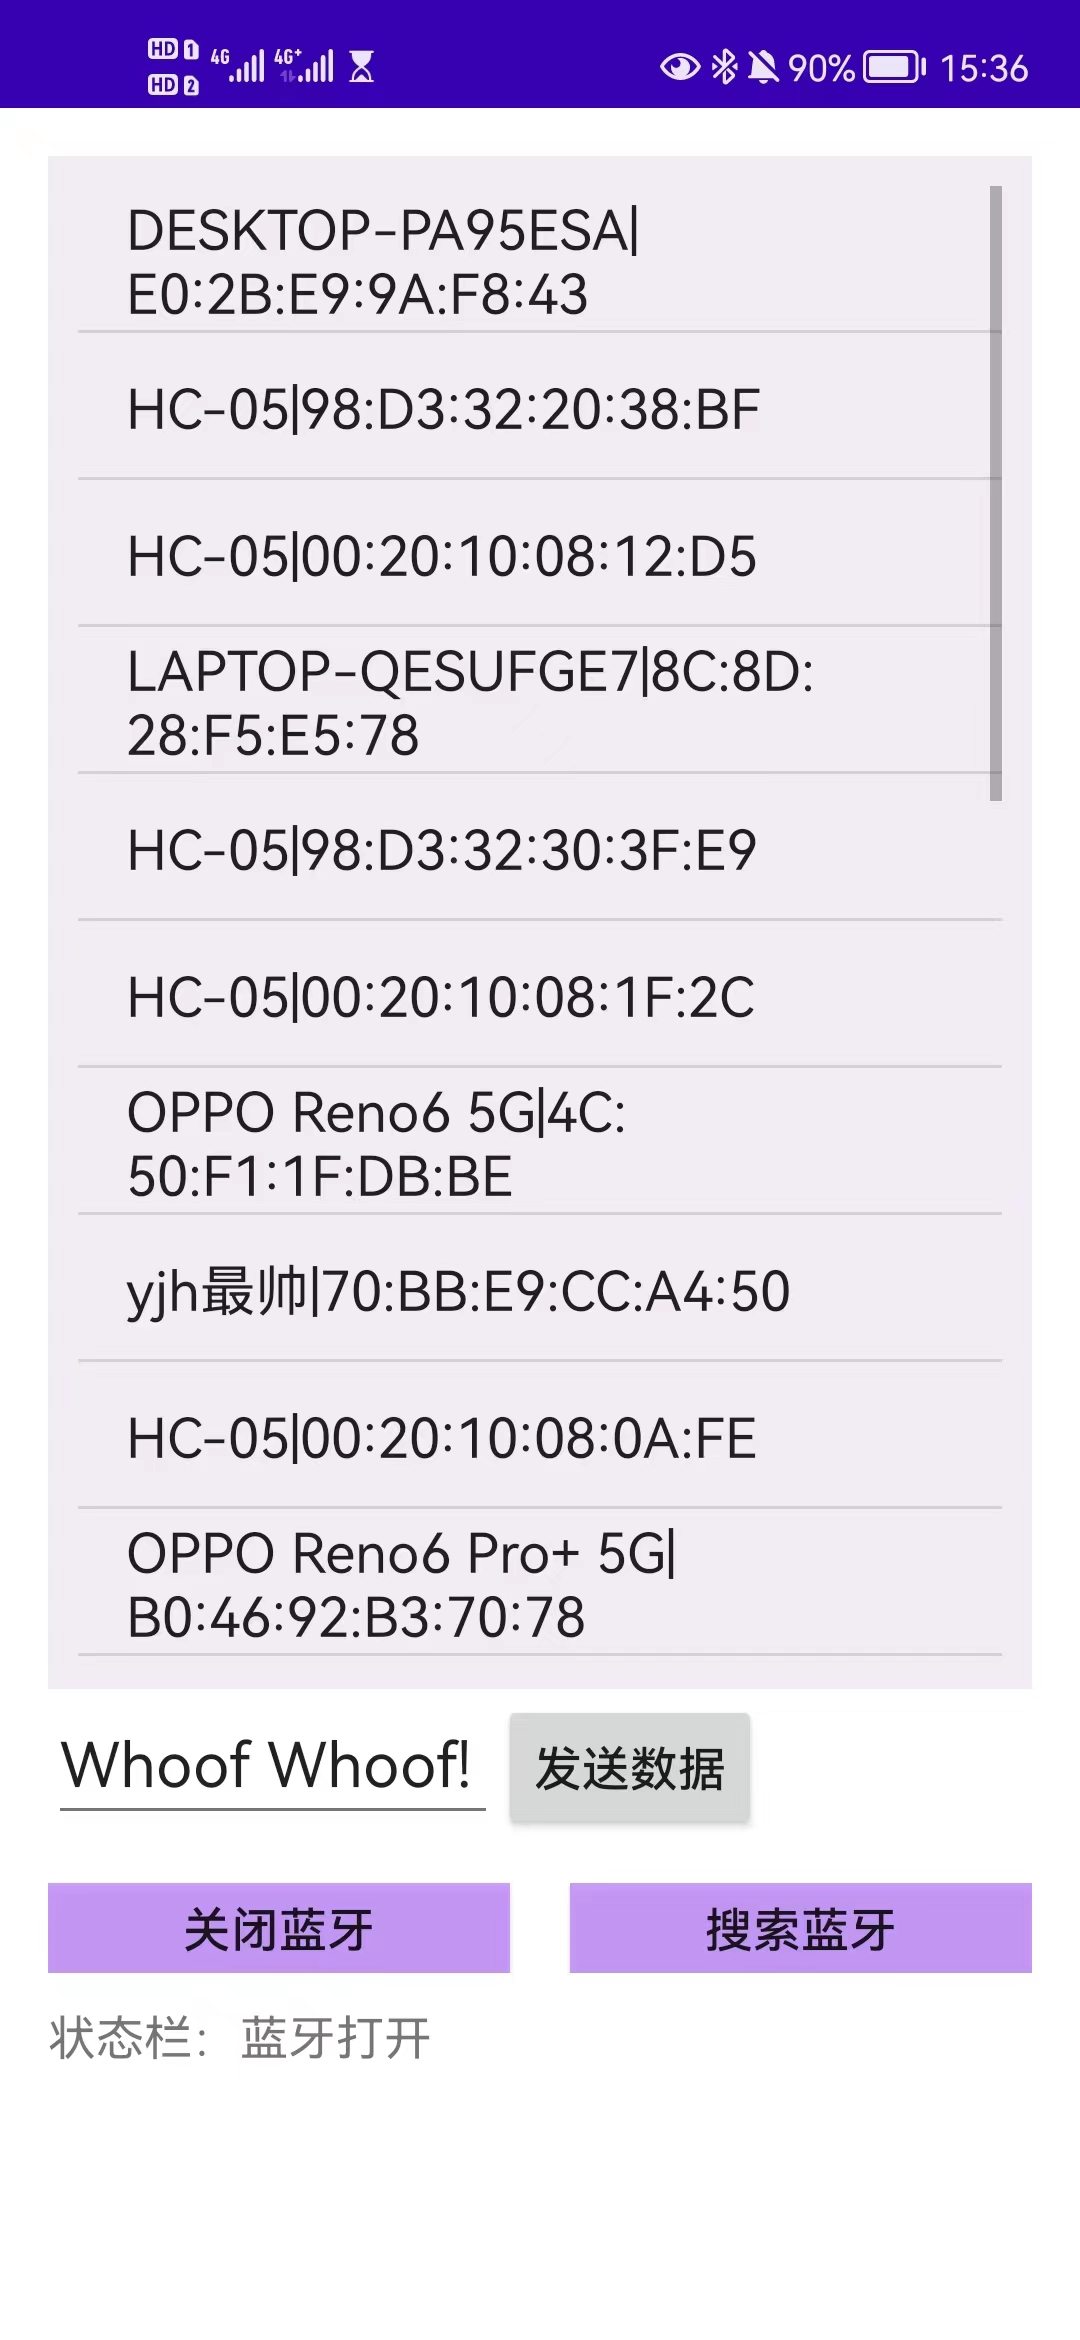 HD 1 4G 4G+ 90% 15:36
HD 2
DESKTOP-PA95ESA|
E0:2B:E9:9A:F8:43
HC-05|98:D3:32:20:38:BF
HC-05|00:20:10:08:12:D5
LAPTOP-QESUFGE7|8C:8D:
28:F5:E5:78
HC-05|98:D3:32:30:3F:E9
HC-05|00:20:10:08:1F:2C
OPPO Reno6 5G|4C:
50:F1:1F:DB:BE
yjh最帅|70:BB:E9:CC:A4:50
HC-05|00:20:10:08:0A:FE
OPPO Reno6 Pro+ 5G|
B0:46:92:B3:70:78
Whoof Whoof! 发送数据
关闭蓝牙 搜索蓝牙
状态栏：蓝牙打开